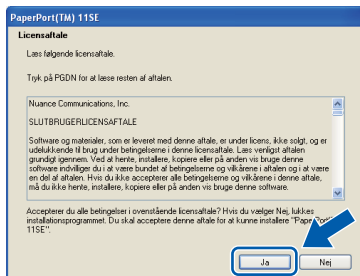 PaperPort(TM) 11SE
Licensaftale
Læs følgende licensaftale.
Tryk på PGDN for at læse resten af aftalen.
Nuance Communications, Inc.
SLUTBRUGERLICENSAFTALE
Software og materialer, som er leveret med denne aftale, er under licens, ikke solgt, og er
udelukkende til brug under betingelserne i denne licensaftale. Læs venligst aftalen
grundigt igennem. Ved at hente, installere, kopiere eller på anden vis bruge denne
software indvilliger du i at være bundet af betingelserne og vilkårene i aftalen og i at være
en del af aftalen. Hvis du ikke accepterer alle betingelser og vilkårene i denne aftale,
må du ikke hente, installere, kopiere eller på anden vis bruge denne software.
Accepterer du alle betingelser i ovenstående licensaftale? Hvis du vælger Nej, lukkes
installationsprogrammet. Du skal acceptere denne aftale for at kunne installere "PaperPort
11SE".
Ja
Nej